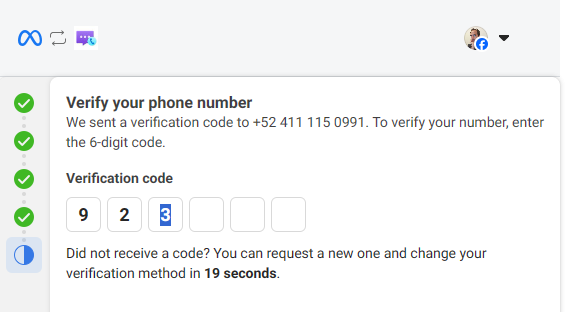 Verify your phone number
We sent a verification code to +52 411 115 0991. To verify your number, enter
the 6-digit code.
Verification code
9 2 3
Did not receive a code? You can request a new one and change your
verification method in 19 seconds.